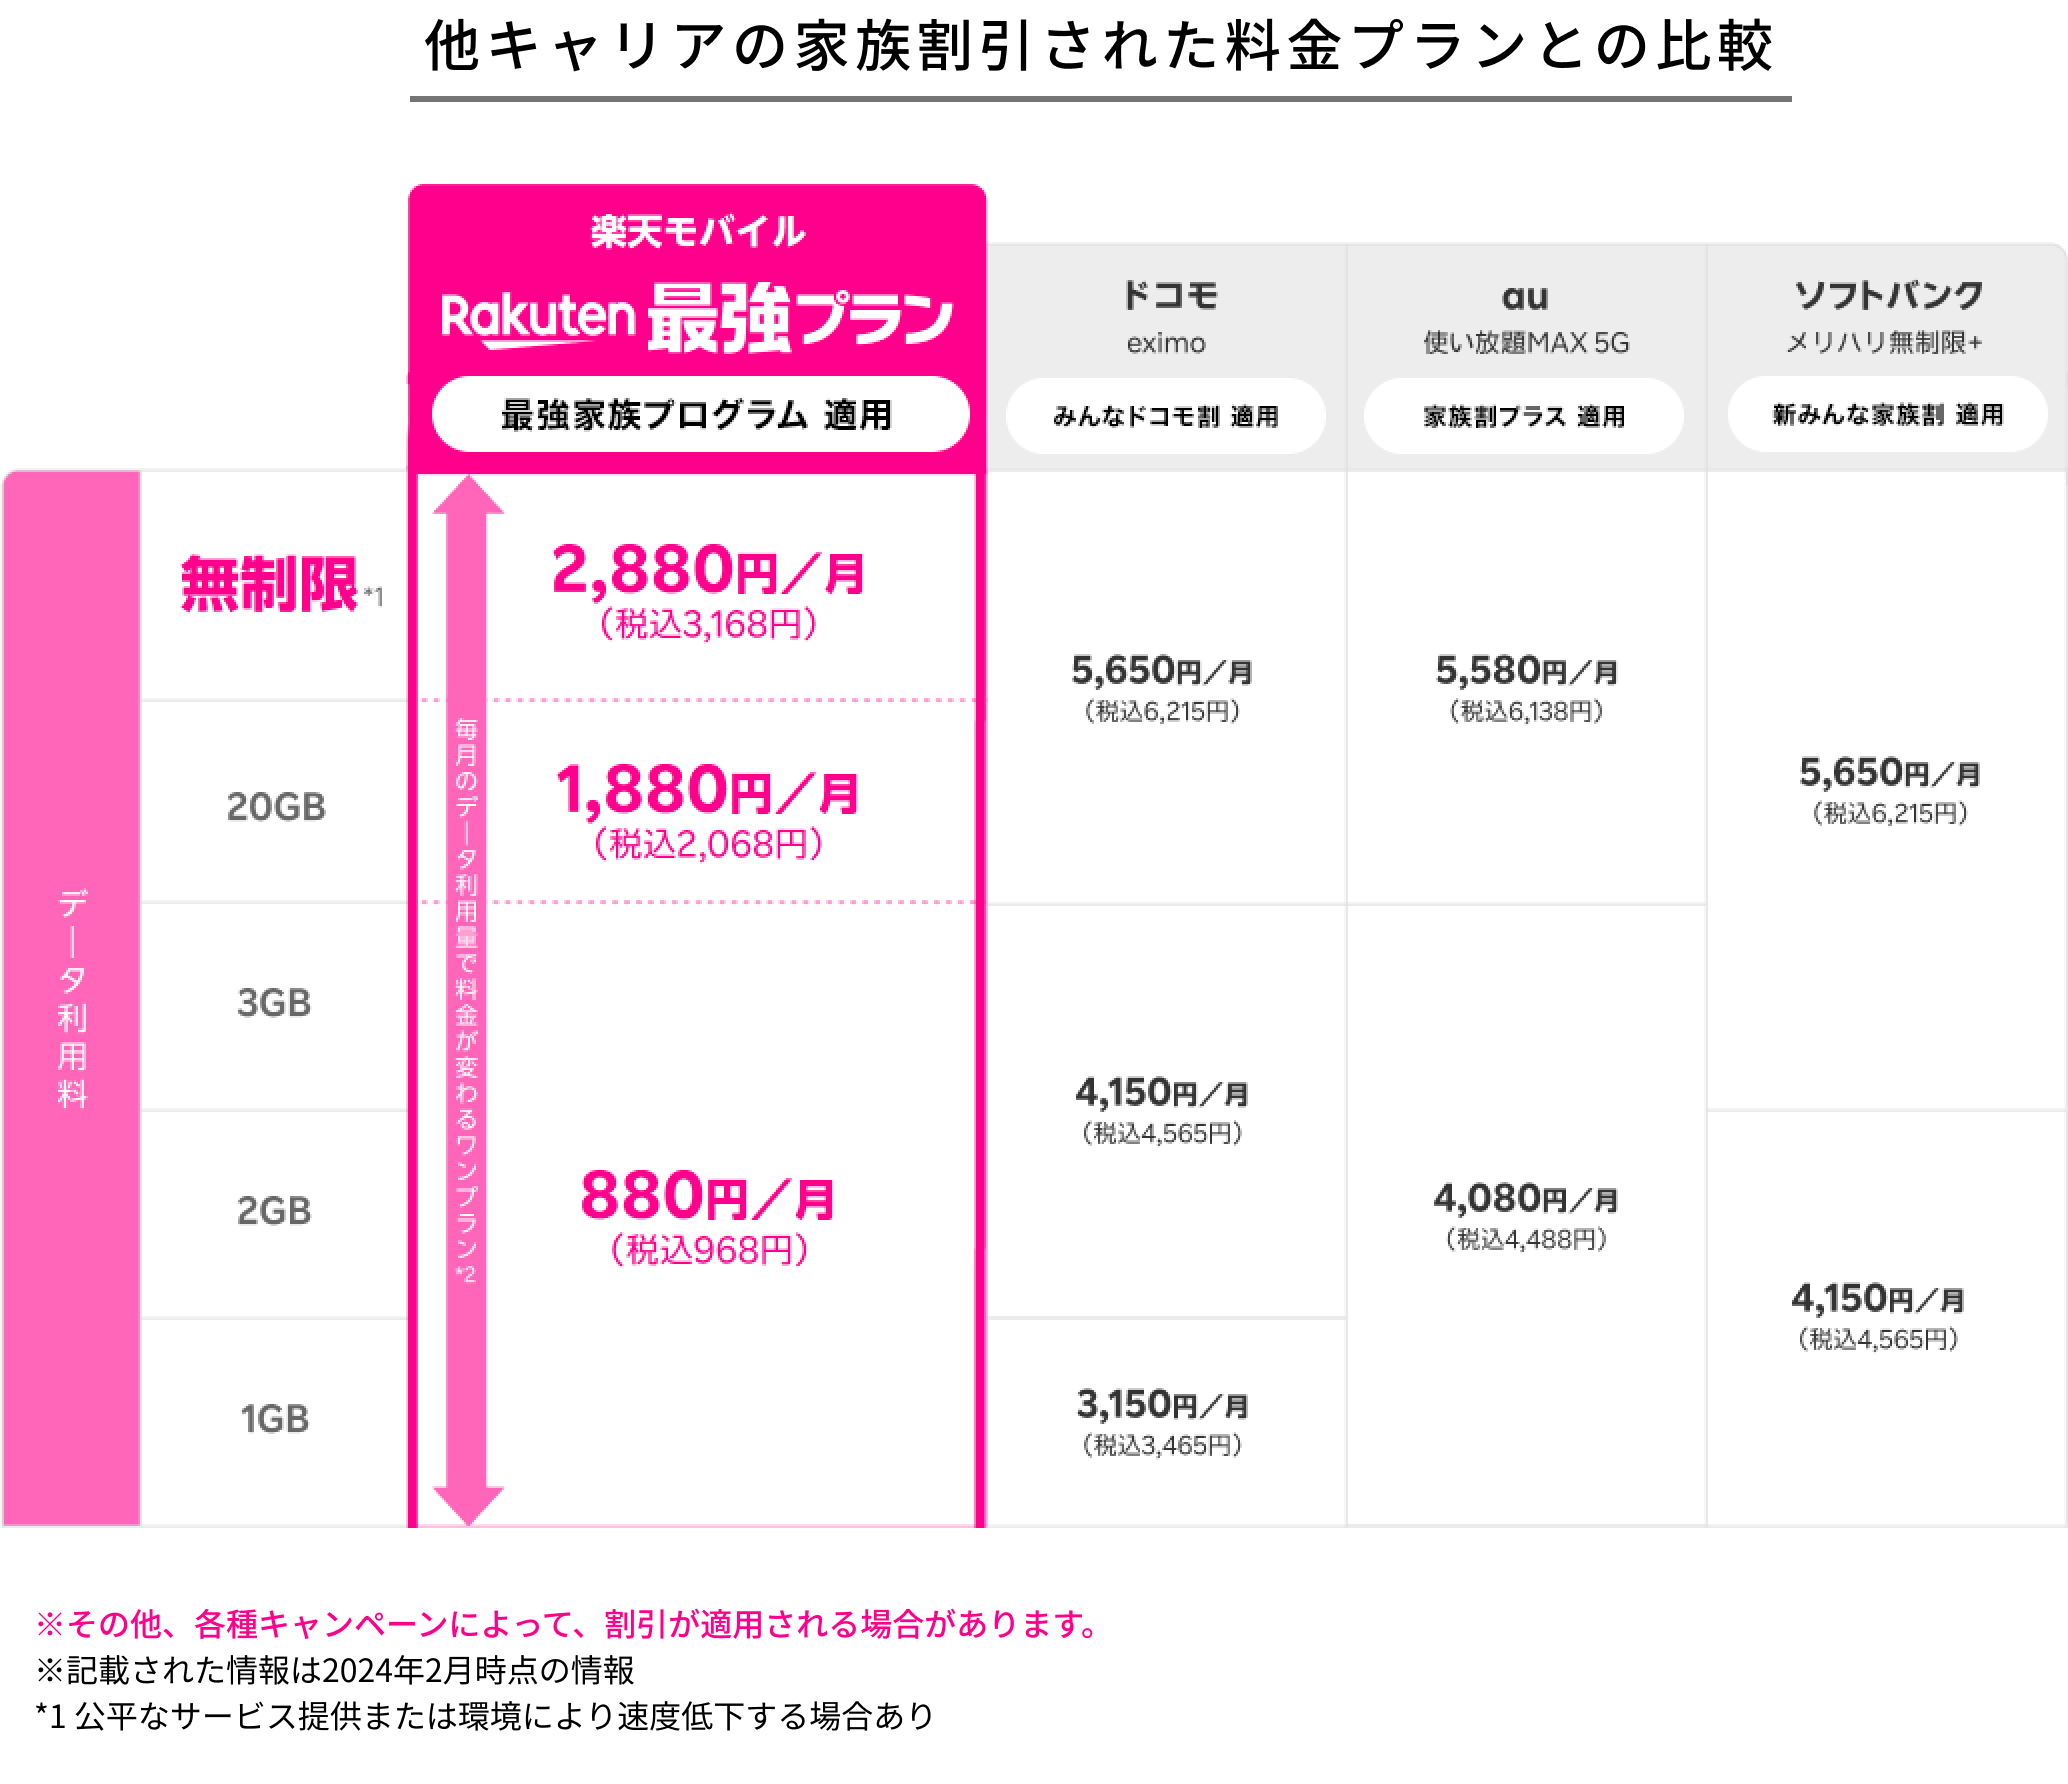 他キャリアの家族割引された料金プランとの比較
楽天モバイル
Rakuten 最強プラン
最強家族プログラム 適用
ドコモ
eximo
みんなドコモ割 適用
au
使い放題MAX 5G
家族割プラス 適用
ソフトバンク
メリハリ無制限+
新みんな家族割 適用
データ利用料
無制限*1
20GB
3GB
2GB
1GB
毎月のデータ利用量で料金が変わるワンプラン*2
2,880円／月
（税込3,168円）
1,880円／月
（税込2,068円）
880円／月
（税込968円）
5,650円／月
（税込6,215円）
4,150円／月
（税込4,565円）
3,150円／月
（税込3,465円）
5,580円／月
（税込6,138円）
4,080円／月
（税込4,488円）
5,650円／月
（税込6,215円）
4,150円／月
（税込4,565円）
※その他、各種キャンペーンによって、割引が適用される場合があります。
※記載された情報は2024年2月時点の情報
*1 公平なサービス提供または環境により速度低下する場合あり